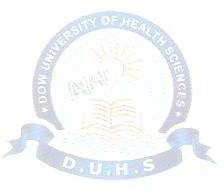 DOW UNIVERSITY OF HEALTH SCIENCES
D.U.H.S